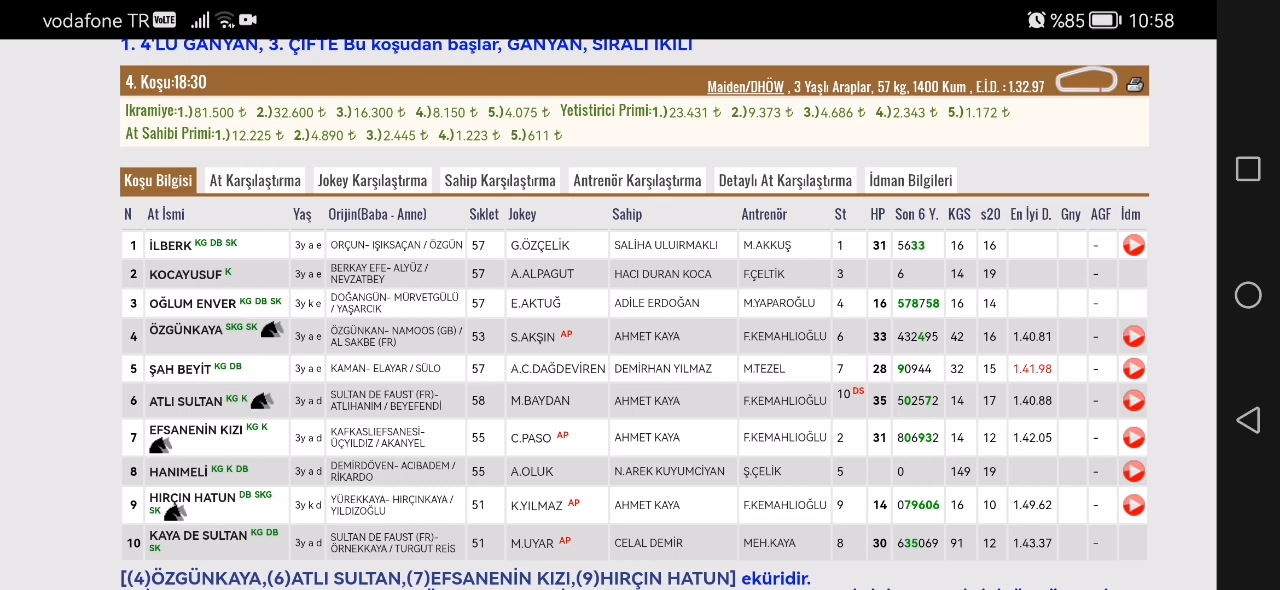 vodafone TR VoLTE %85 10:58
1. 4'LÜ GANYAN, 3. ÇİFTE Bu koşudan başlar, GANYAN, SIRALI İKİLİ
4. Koşu:18:30 Maiden/DHÖW , 3 Yaşlı Araplar, 57 kg, 1400 Kum , E.İ.D. : 1.32.97
Ikramiye:1.)81.500 ₺ 2.)32.600 ₺ 3.)16.300 ₺ 4.)8.150 ₺ 5.)4.075 ₺ Yetistirici Primi:1.)23.431 ₺ 2.)9.373 ₺ 3.)4.686 ₺ 4.)2.343 ₺ 5.)1.172 ₺
At Sahibi Primi:1.)12.225 ₺ 2.)4.890 ₺ 3.)2.445 ₺ 4.)1.223 ₺ 5.)611 ₺
Koşu Bilgisi At Karşılaştırma Jokey Karşılaştırma Sahip Karşılaştırma Antrenör Karşılaştırma Detaylı At Karşılaştırma İdman Bilgileri
N At İsmi Yaş Orijin(Baba - Anne) Sıklet Jokey Sahip Antrenör St HP Son 6 Y. KGS s20 En İyi D. Gny AGF İdm
1 İLBERK KG DB SK 3y a e ORÇUN- IŞIKSAÇAN / ÖZGÜN 57 G.ÖZÇELİK SALİHA ULUIRMAKLI M.AKKUŞ 1 31 5633 16 16 -
2 KOCAYUSUF K 3y a e BERKAY EFE- ALYÜZ / NEVZATBEY 57 A.ALPAGUT HACI DURAN KOCA F.ÇELTİK 3 6 14 19 -
3 OĞLUM ENVER KG DB SK 3y k e DOĞANGÜN- MÜRVETGÜLÜ / YAŞARCIK 57 E.AKTUĞ ADİLE ERDOĞAN M.YAPAROĞLU 4 16 578758 16 14 -
4 ÖZGÜNKAYA SKG SK 3y a e ÖZGÜNKAN- NAMOOS (GB) / AL SAKBE (FR) 53 S.AKŞIN AP AHMET KAYA F.KEMAHLIOĞLU 6 33 432495 42 16 1.40.81 -
5 ŞAH BEYİT KG DB 3y a e KAMAN- ELAYAR / SÜLO 57 A.C.DAĞDEVİREN DEMİRHAN YILMAZ M.TEZEL 7 28 90944 32 15 1.41.98 -
6 ATLI SULTAN KG K 3y a d SULTAN DE FAUST (FR)- ATLIHANIM / BEYEFENDİ 58 M.BAYDAN AHMET KAYA F.KEMAHLIOĞLU 10 DS 35 502572 14 17 1.40.88 -
7 EFSANENİN KIZI KG K 3y a d KAFKASLIEFSANESİ- ÜÇYILDIZ / AKANYEL 55 C.PASO AP AHMET KAYA F.KEMAHLIOĞLU 2 31 806932 14 12 1.42.05 -
8 HANIMELİ KG K DB 3y a d DEMİRDÖVEN- ACIBADEM / RİKARDO 55 A.OLUK N.AREK KUYUMCİYAN Ş.ÇELİK 5 0 149 19 -
9 HIRÇIN HATUN DB SKG SK 3y k d YÜREKKAYA- HIRÇINKAYA / YILDIZOĞLU 51 K.YILMAZ AP AHMET KAYA F.KEMAHLIOĞLU 9 14 079606 16 10 1.49.62 -
10 KAYA DE SULTAN KG DB SK 3y a d SULTAN DE FAUST (FR)- ÖRNEKKAYA / TURGUT REİS 51 M.UYAR AP CELAL DEMİR MEH.KAYA 8 30 635069 91 12 1.43.37 -
[(4)ÖZGÜNKAYA,(6)ATLI SULTAN,(7)EFSANENİN KIZI,(9)HIRÇIN HATUN] eküridir.